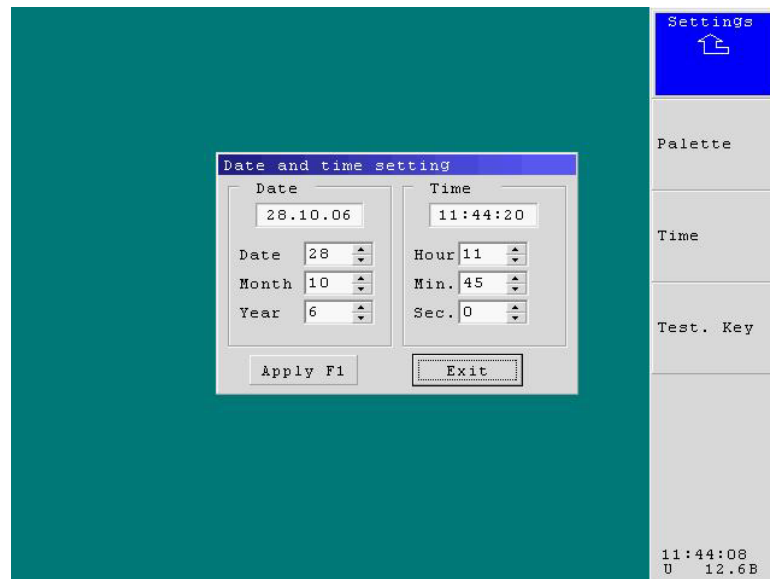 Settings
Palette
Time
Test. Key
Date and time setting
Date
28.10.06
Date 28
Month 10
Year 6
Time
11:44:20
Hour 11
Min. 45
Sec. 0
Apply F1
Exit
11:44:08
U 12.6В